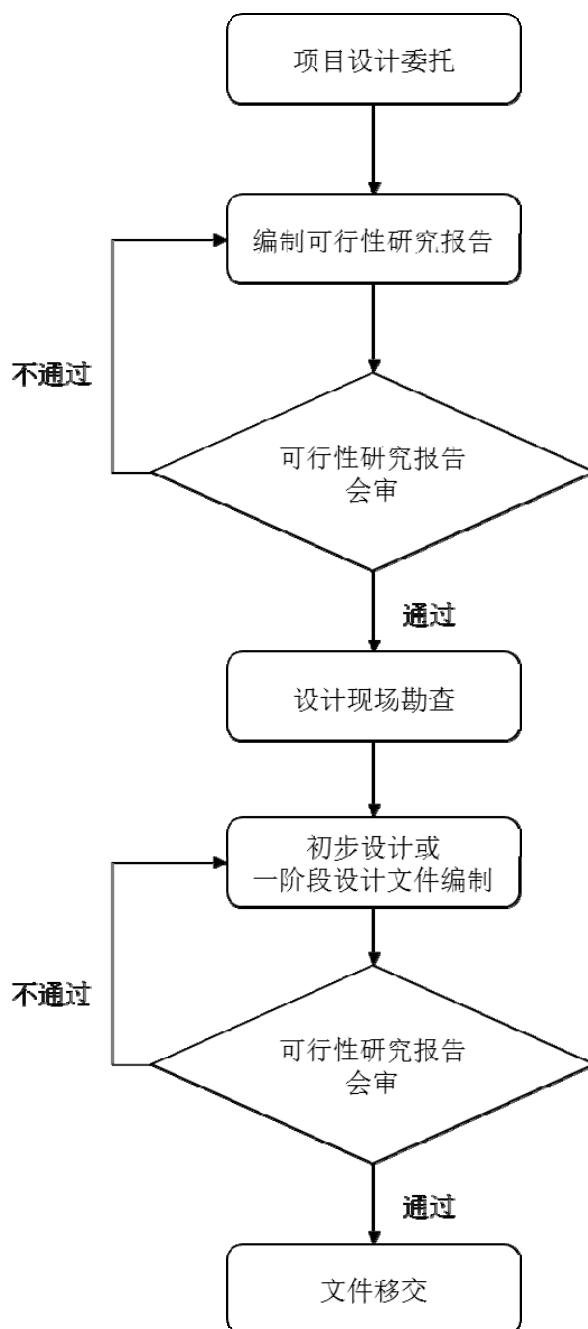 项目设计委托
编制可行性研究报告
不通过
可行性研究报告
会审
通过
设计现场勘查
初步设计或
一阶段设计文件编制
不通过
可行性研究报告
会审
通过
文件移交